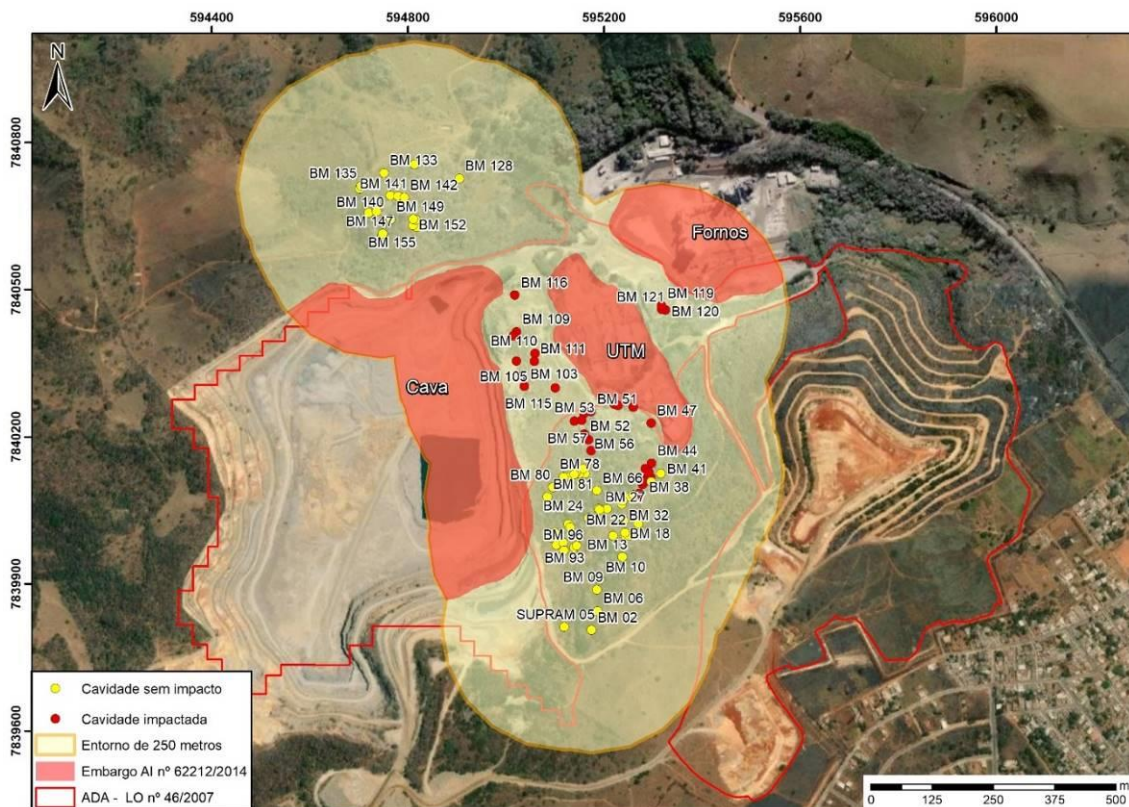 594400 594800 595200 595600 596000
N
7840800
7840500
7840200
7839900
7839600
BM 133
BM 128
BM 135
BM 141
BM 142
BM 140
BM 149
BM 147
BM 152
BM 155
Fornos
BM 116
BM 121
BM 119
BM 120
BM 109
BM 110
BM 111
UTM
BM 105
BM 103
Cava
BM 115
BM 53
BM 51
BM 47
BM 52
BM 57
BM 56
BM 44
BM 78
BM 80
BM 41
BM 81
BM 66
BM 38
BM 27
BM 24
BM 22
BM 32
BM 96
BM 18
BM 13
BM 93
BM 10
BM 09
BM 06
SUPRAM 05
BM 02
Cavidade sem impacto
Cavidade impactada
Entorno de 250 metros
Embargo AI nº 62212/2014
ADA - LO nº 46/2007
m
0 125 250 375 500